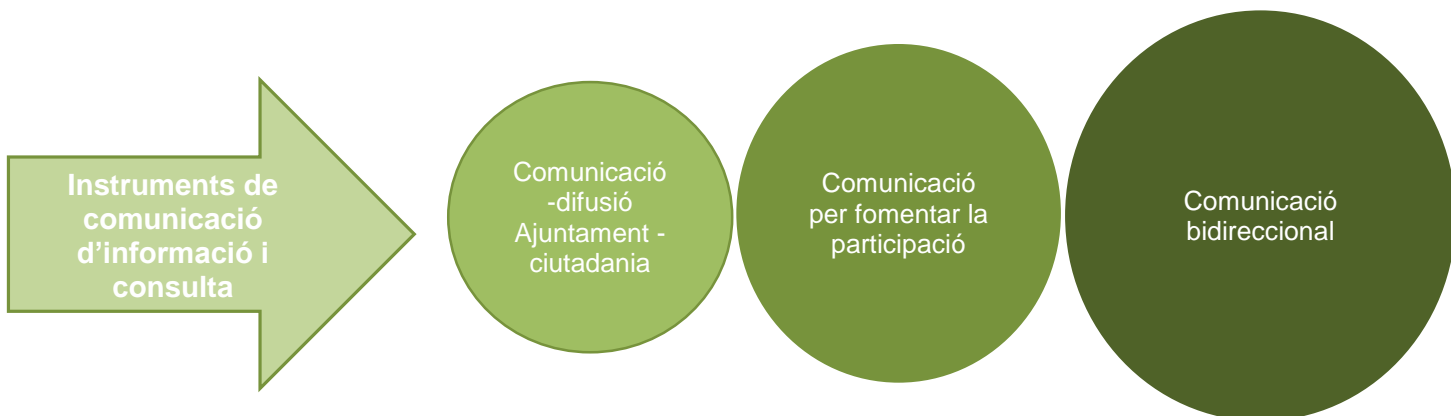 Instruments de
comunicació
d’informació i
consulta
Comunicació
-difusió
Ajuntament -
ciutadania
Comunicació
per fomentar la
participació
Comunicació
bidireccional